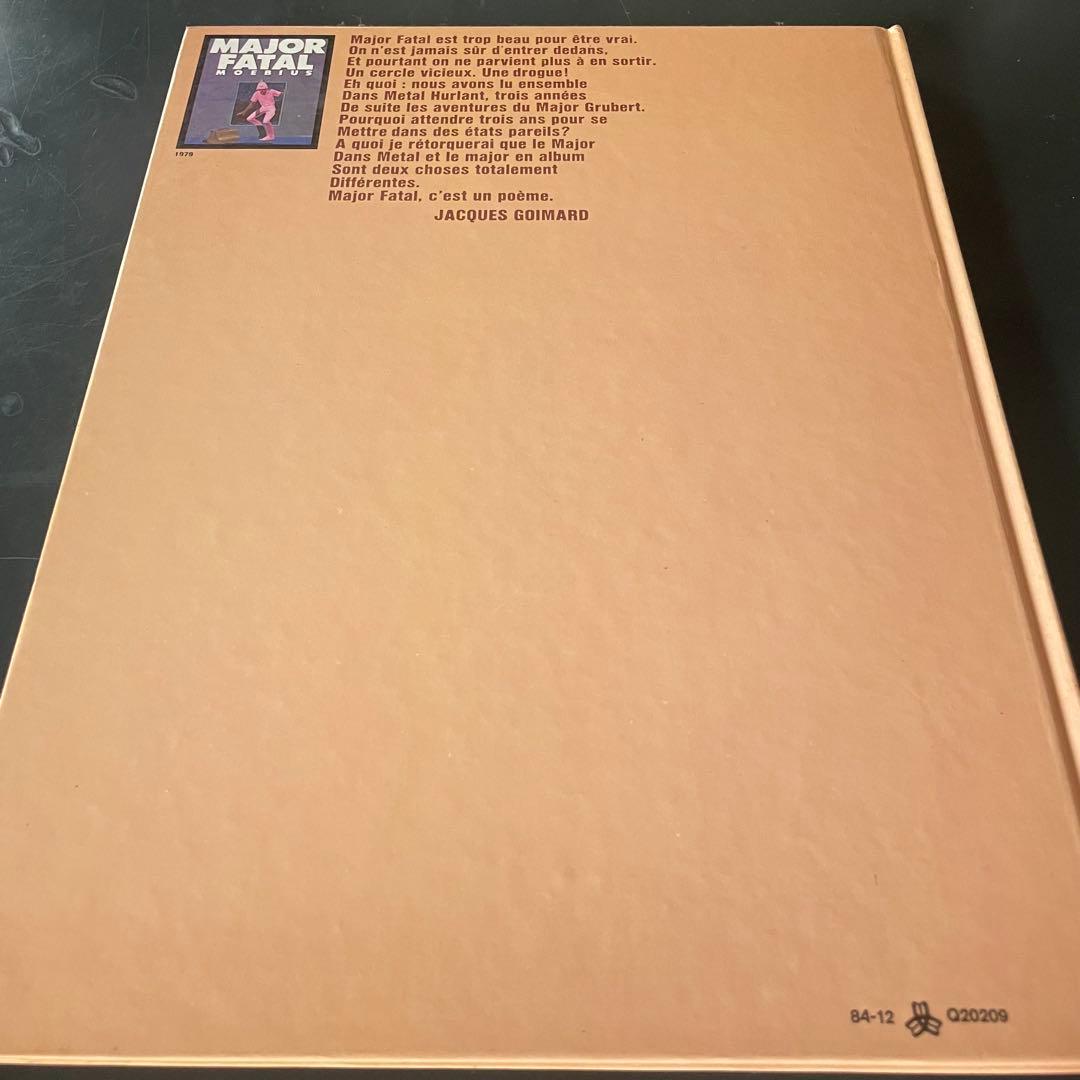 MAJOR
FATAL
MOEBIUS
1979
Major Fatal est trop beau pour être vrai.
On n'est jamais sûr d'entrer dedans,
Et pourtant on ne parvient plus à en sortir.
Un cercle vicieux. Une drogue!
Eh quoi : nous avons lu ensemble
Dans Metal Hurlant, trois années
De suite les aventures du Major Grubert.
Pourquoi attendre trois ans pour se
Mettre dans des états pareils?
A quoi je rétorquerai que le Major
Dans Metal et le major en album
Sont deux choses totalement
Différentes.
Major Fatal, c'est un poème.
JACQUES GOIMARD
84-12 Q20209